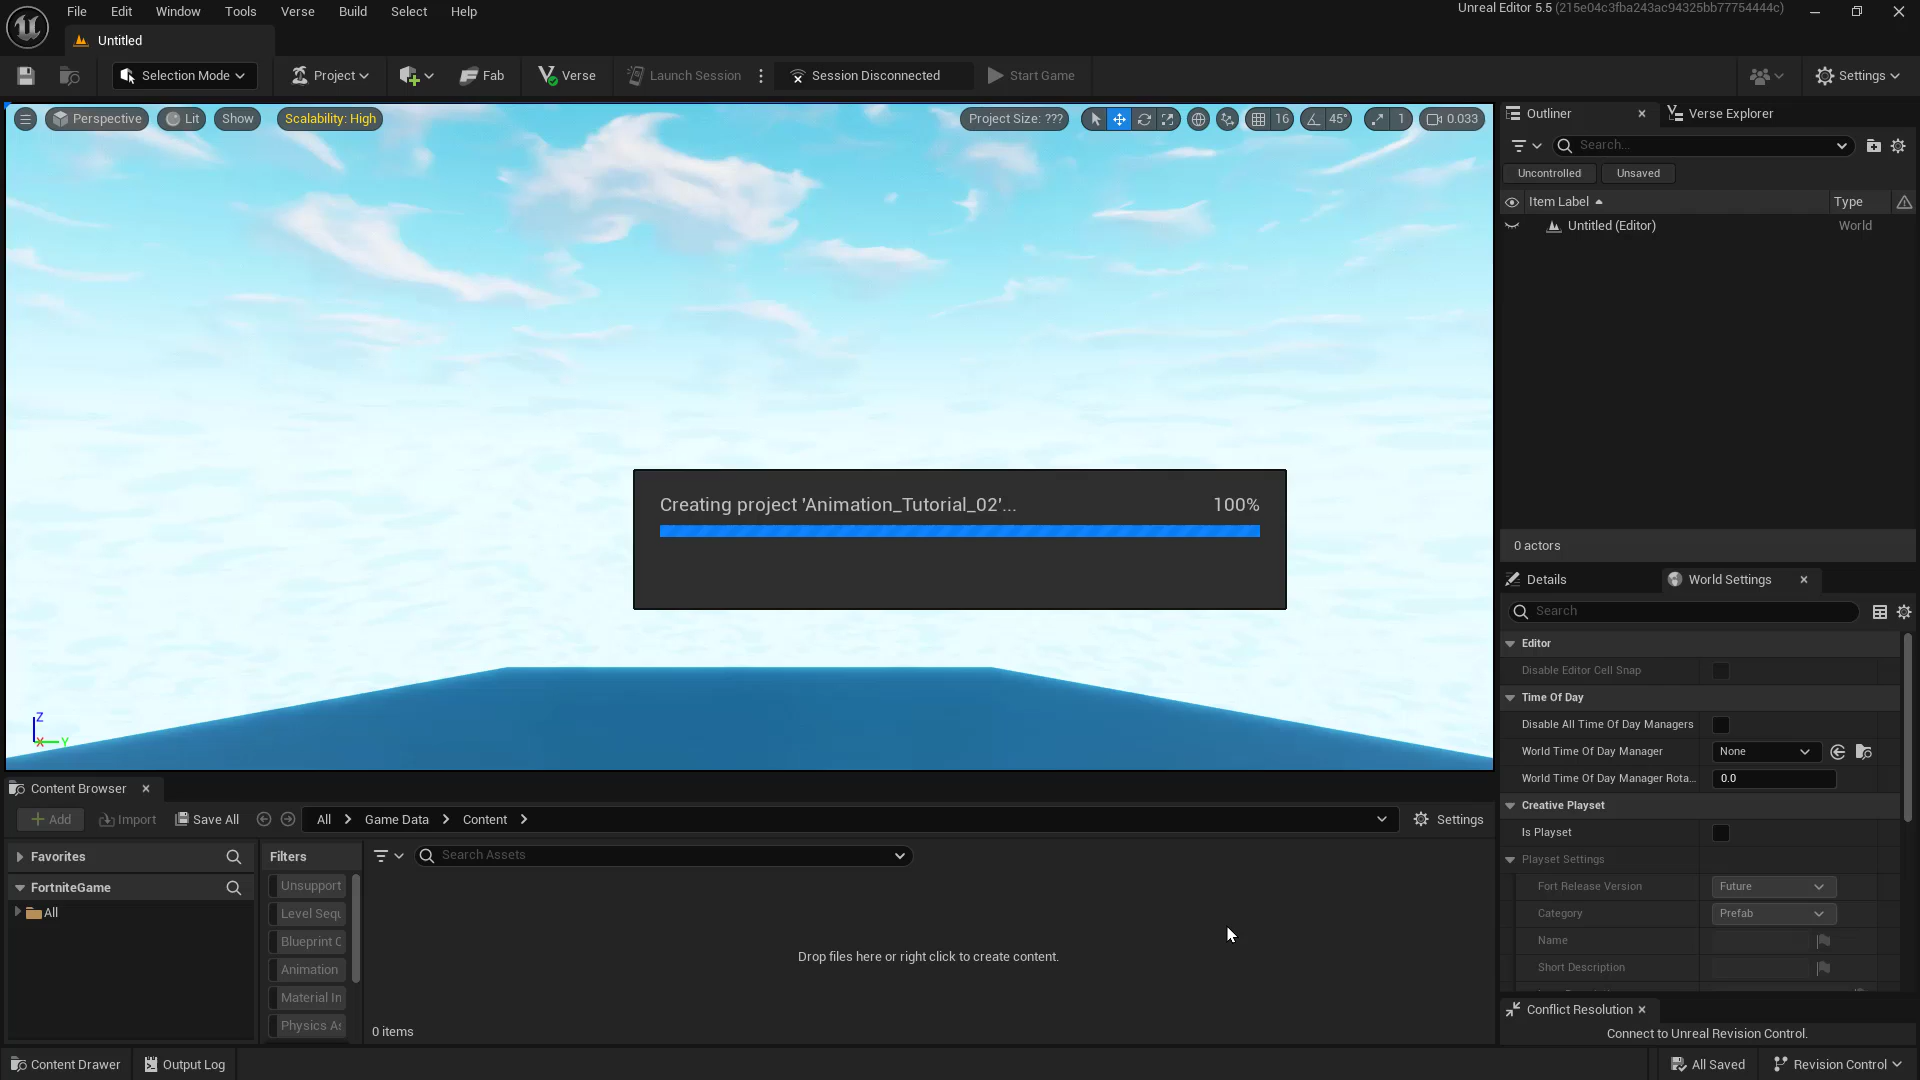 File Edit Window Tools Verse Build Select Help
Unreal Editor 5.5 (215e04c3fba243ac94325bb77754444c)
Untitled
Selection Mode Project Fab Verse Launch Session Session Disconnected Start Game Settings
Perspective Lit Show Scalability: High Project Size: ??? 16 45° 1 0.033
Outliner Verse Explorer
Search...
Uncontrolled Unsaved
Item Label Type
Untitled (Editor) World
Creating project 'Animation_Tutorial_02'... 100%
0 actors
Details World Settings
Search
Editor
Disable Editor Cell Snap
Time Of Day
Disable All Time Of Day Managers
World Time Of Day Manager None
World Time Of Day Manager Rota... 0.0
Creative Playset
Is Playset
Playset Settings
Fort Release Version Future
Category Prefab
Name
Short Description
Z
X Y
Content Browser
Add Import Save All All Game Data Content Settings
Favorites Filters Search Assets
FortniteGame
All
Unsupport
Level Sequ
Blueprint C
Animation
Material In
Physics As
Drop files here or right click to create content.
0 items
Conflict Resolution
Connect to Unreal Revision Control.
Content Drawer Output Log All Saved Revision Control